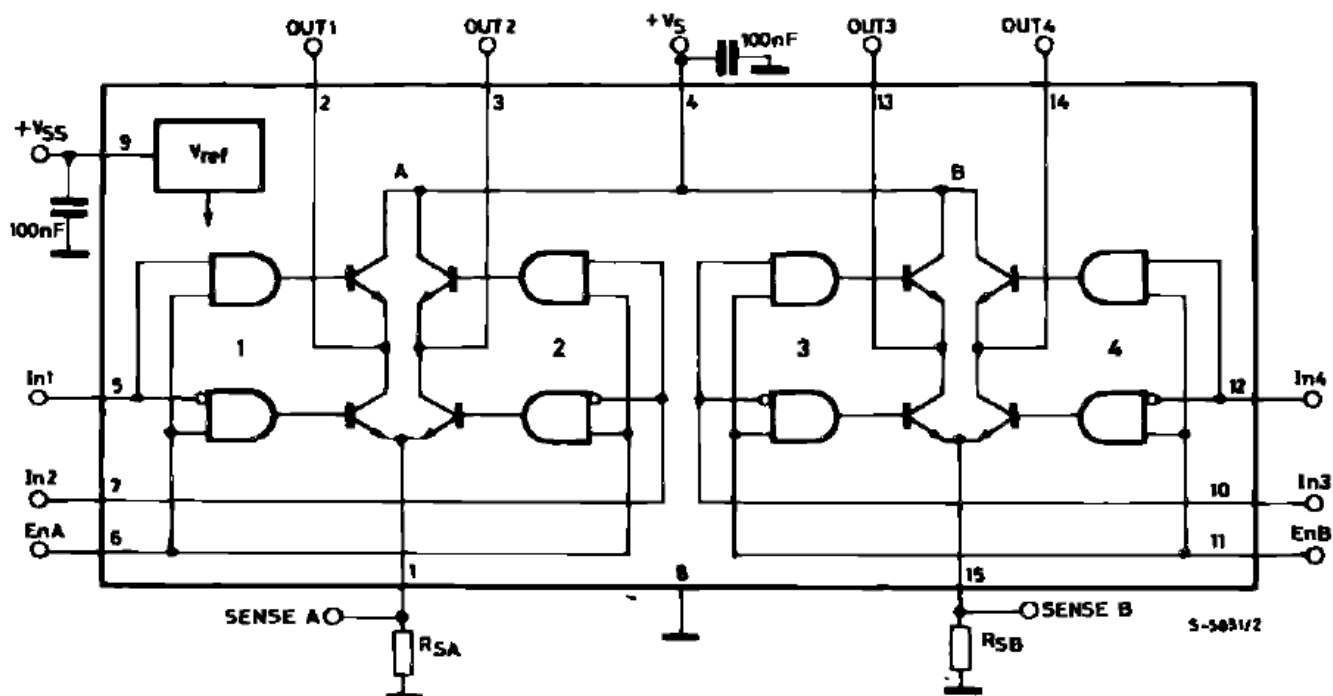 OUT1 OUT2 +VS 100nF OUT3 OUT4
2 3 4 13 14
+VSS 9 Vref
A B
100nF
1 2 3 4
In1 5 12 In4
In2 7 10 In3
EnA 6 11 EnB
1 8 15
SENSE A SENSE B
S-5851/2
RSA RSB